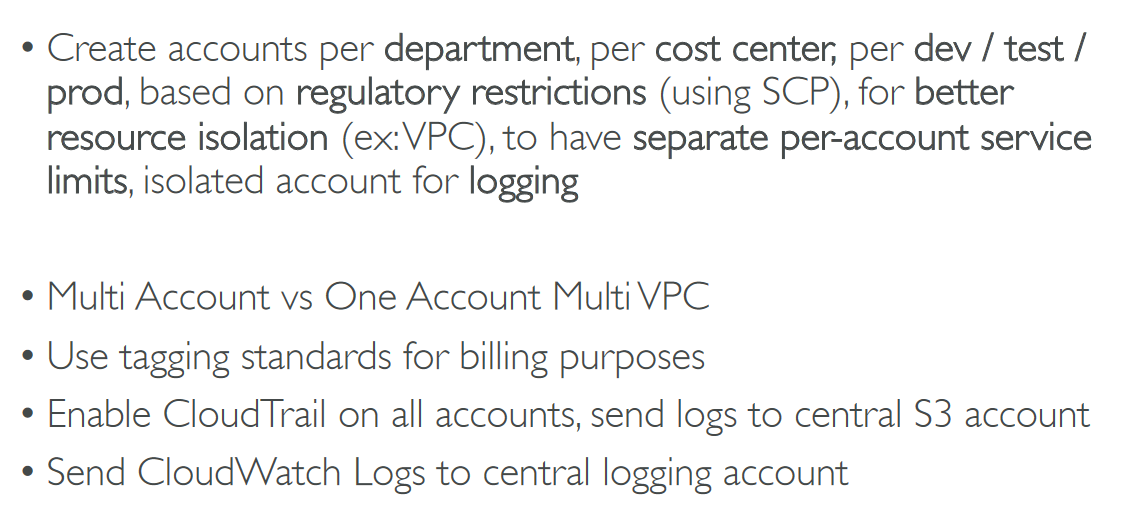 • Create accounts per department, per cost center, per dev / test /
prod, based on regulatory restrictions (using SCP), for better
resource isolation (ex: VPC), to have separate per-account service
limits, isolated account for logging
• Multi Account vs One Account Multi VPC
• Use tagging standards for billing purposes
• Enable CloudTrail on all accounts, send logs to central S3 account
• Send CloudWatch Logs to central logging account